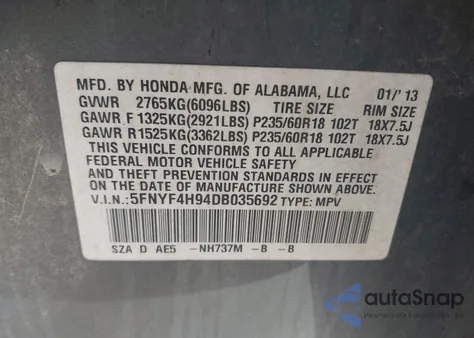 MFD. BY HONDA MFG. OF ALABAMA, LLC 01/'13
GVWR 2765KG(6096LBS) TIRE SIZE RIM SIZE
GAWR F 1325KG(2921LBS) P235/60R18 102T 18X7.5J
GAWR R1525KG(3362LBS) P235/60R18 102T 18X7.5J
THIS VEHICLE CONFORMS TO ALL APPLICABLE
FEDERAL MOTOR VEHICLE SAFETY
AND THEFT PREVENTION STANDARDS IN EFFECT
ON THE DATE OF MANUFACTURE SHOWN ABOVE.
V.I.N.:5FNYF4H94DB035692 TYPE: MPV
SZA D AE5 -NH737M -B -B
autoSnap